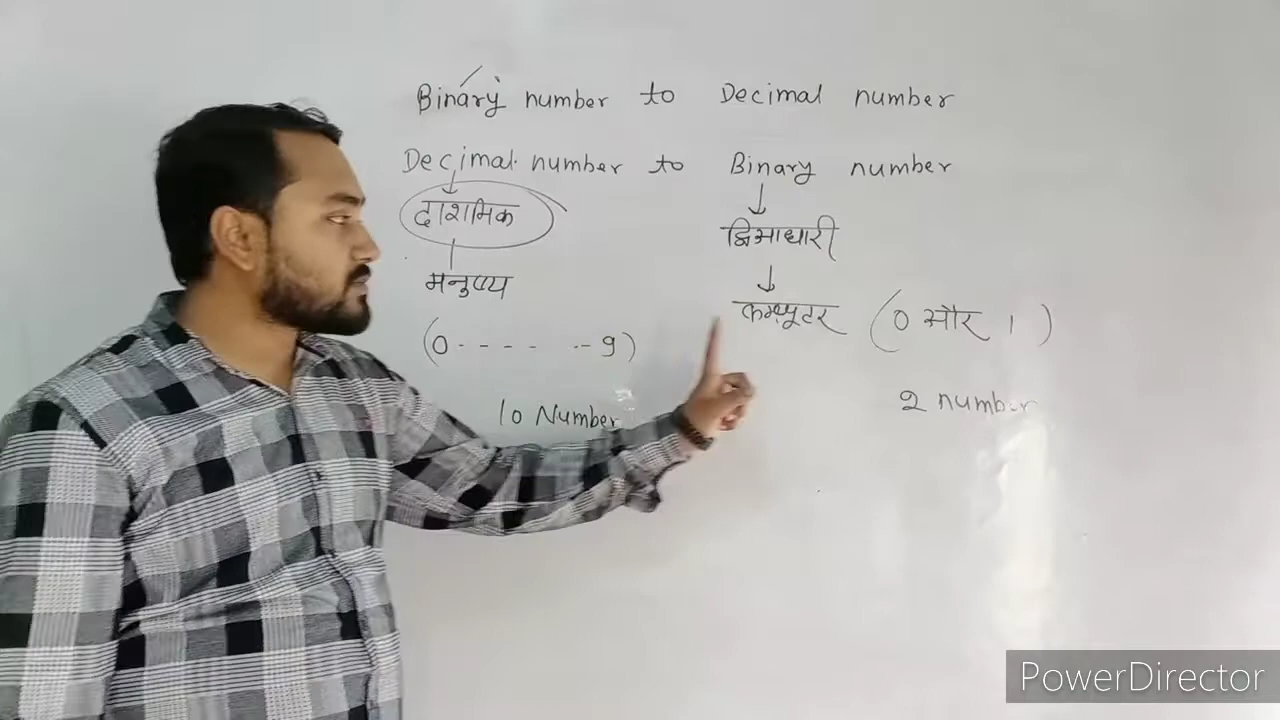 Binary number to Decimal number
Decimal number to Binary number
दाशमिक
द्विआधारी
मनुष्य
कम्प्यूटर (0 और 1)
(0 - - - - - - 9)
10 Number
2 number
PowerDirector